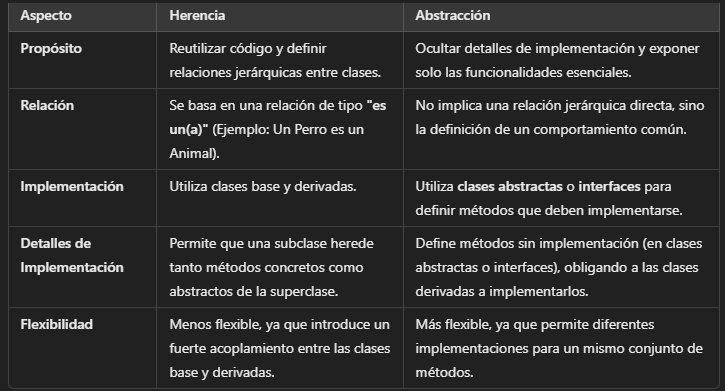 Aspecto Herencia Abstracción
Propósito Reutilizar código y definir Ocultar detalles de implementación y exponer
relaciones jerárquicas entre clases. solo las funcionalidades esenciales.
Relación Se basa en una relación de tipo "es No implica una relación jerárquica directa, sino
un(a)" (Ejemplo: Un Perro es un la definición de un comportamiento común.
Animal).
Implementación Utiliza clases base y derivadas. Utiliza clases abstractas o interfaces para
definir métodos que deben implementarse.
Detalles de Permite que una subclase herede Define métodos sin implementación (en clases
Implementación tanto métodos concretos como abstractas o interfaces), obligando a las clases
abstractos de la superclase. derivadas a implementarlos.
Flexibilidad Menos flexible, ya que introduce un Más flexible, ya que permite diferentes
fuerte acoplamiento entre las clases implementaciones para un mismo conjunto de
base y derivadas. métodos.